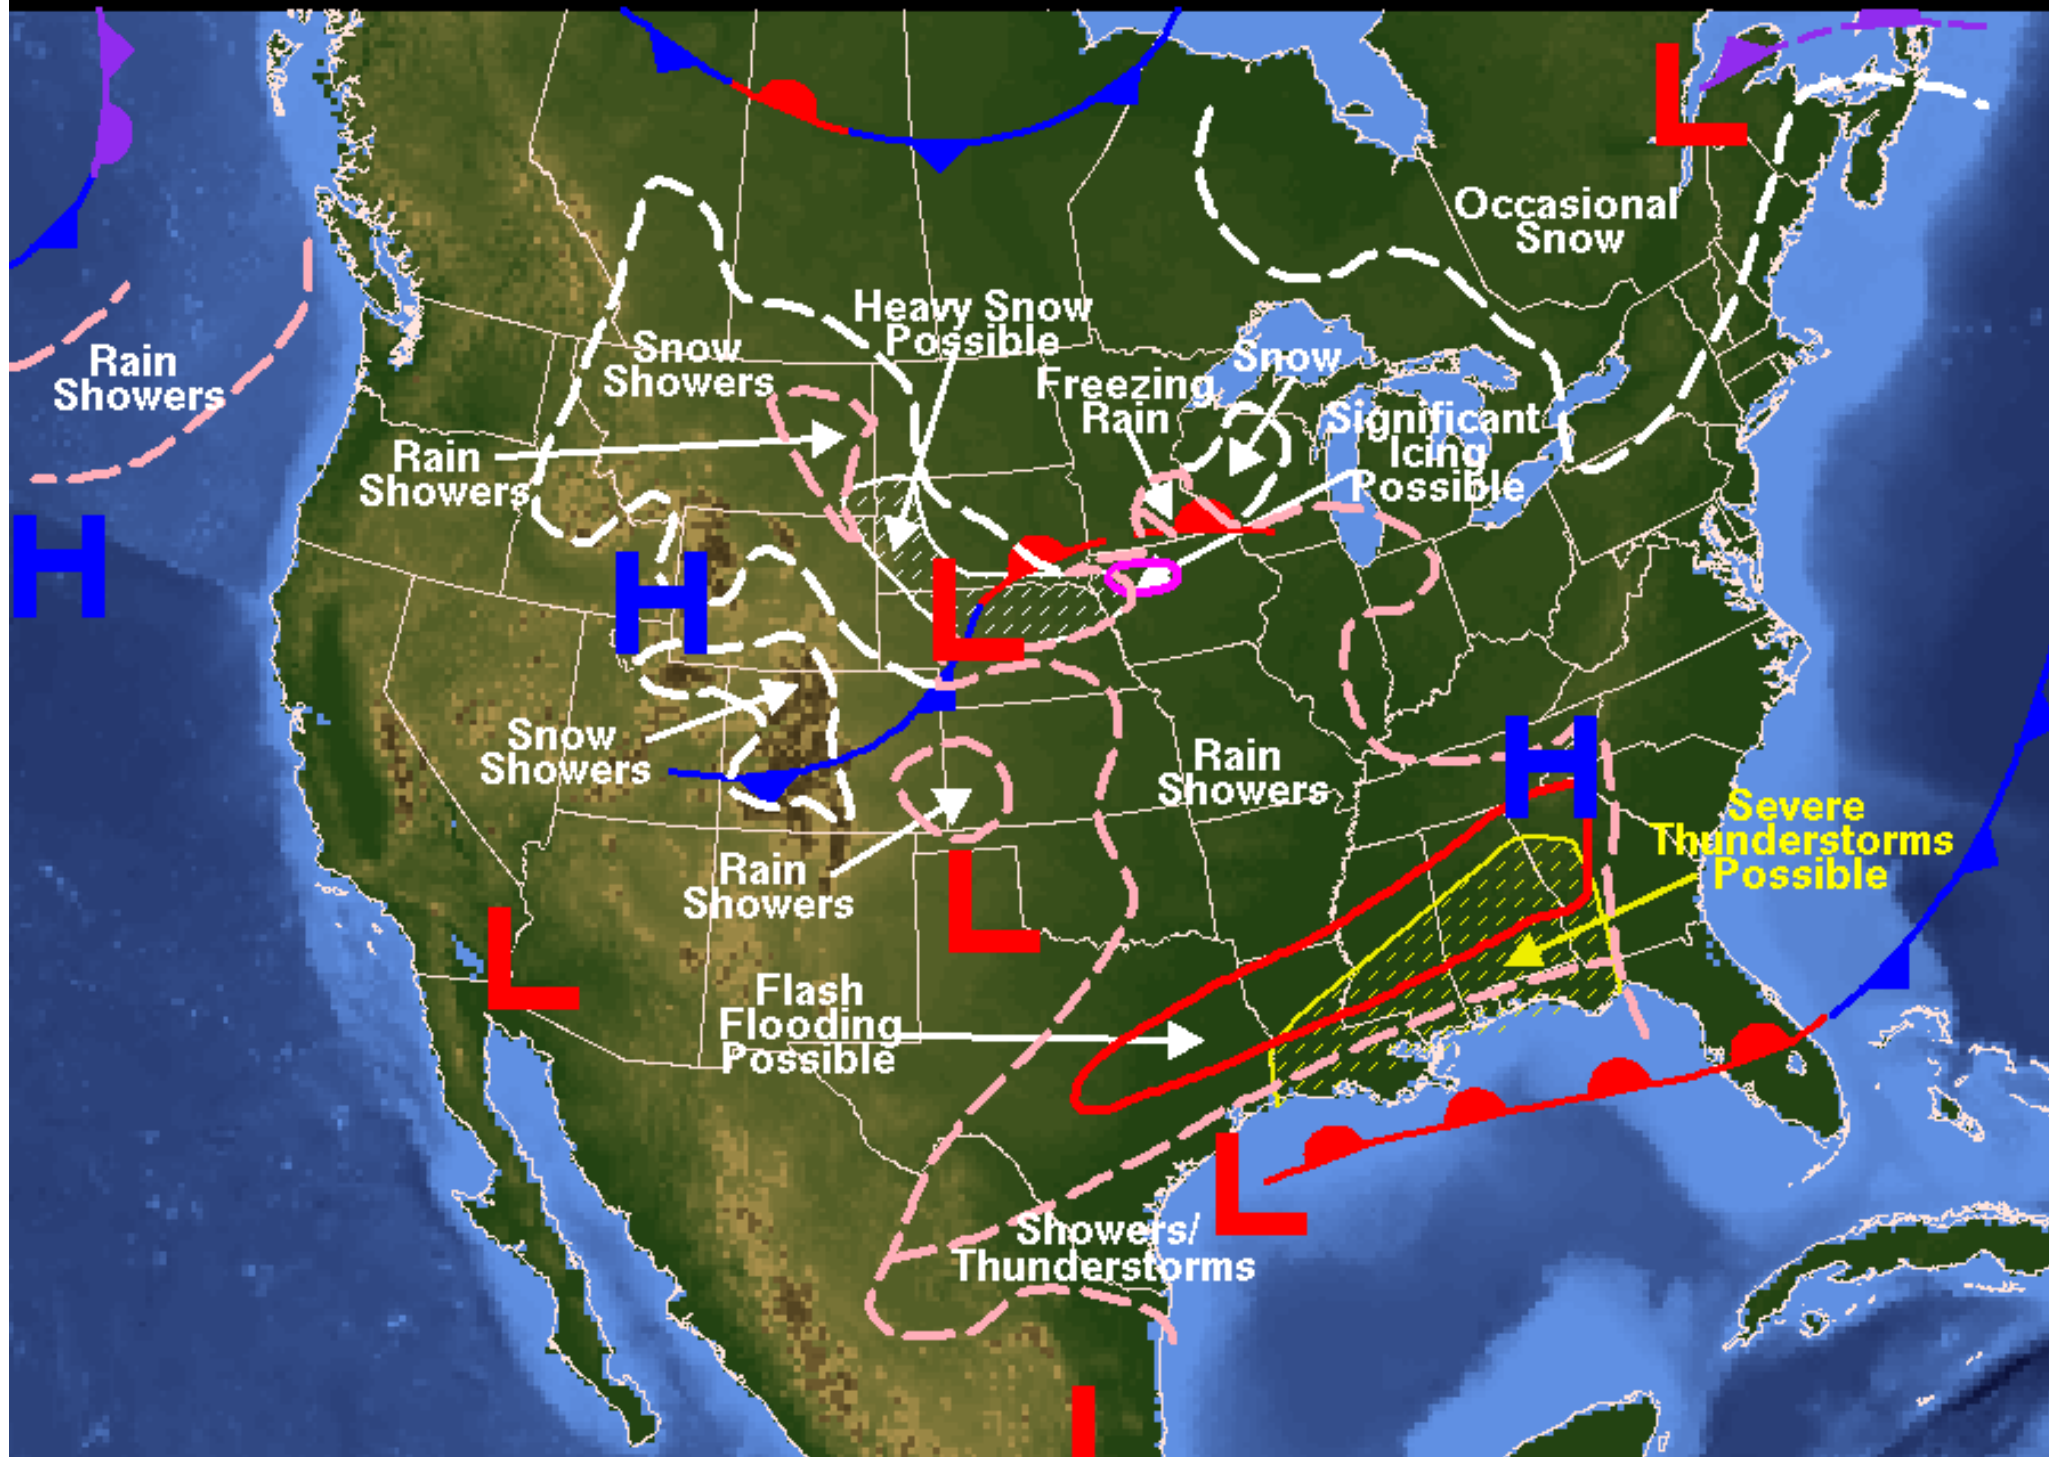 L
Occasional
Snow
Heavy Snow
Possible
Snow
Showers
Snow
Freezing
Rain
Rain
Showers
Significant
Icing
Possible
Rain
Showers
H
H
L
Snow
Showers
Rain
Showers
H
Severe
Thunderstorms
Possible
Rain
Showers
L
L
Flash
Flooding
Possible
L
Showers/
Thunderstorms
L